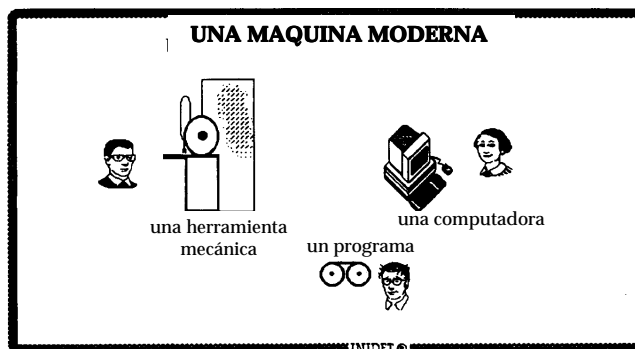 UNA MAQUINA MODERNA
una herramienta
mecánica
una computadora
un programa